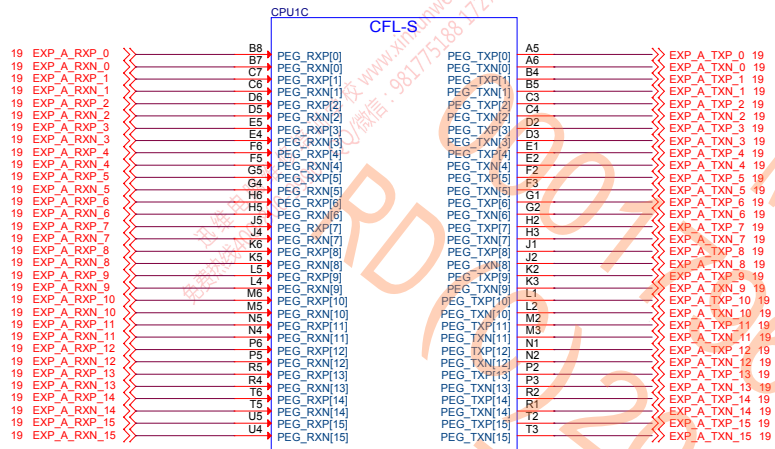 CPU1C
CFL-S
19 EXP_A_RXP_0 B8 PEG_RXP[0] PEG_TXP[0] A5 EXP_A_TXP_0 19
19 EXP_A_RXN_0 B7 PEG_RXN[0] PEG_TXN[0] A6 EXP_A_TXN_0 19
19 EXP_A_RXP_1 C7 PEG_RXP[1] PEG_TXP[1] B4 EXP_A_TXP_1 19
19 EXP_A_RXN_1 C6 PEG_RXN[1] PEG_TXN[1] B5 EXP_A_TXN_1 19
19 EXP_A_RXP_2 D6 PEG_RXP[2] PEG_TXP[2] C3 EXP_A_TXP_2 19
19 EXP_A_RXN_2 D5 PEG_RXN[2] PEG_TXN[2] C4 EXP_A_TXN_2 19
19 EXP_A_RXP_3 E5 PEG_RXP[3] PEG_TXP[3] D2 EXP_A_TXP_3 19
19 EXP_A_RXN_3 E4 PEG_RXN[3] PEG_TXN[3] D3 EXP_A_TXN_3 19
19 EXP_A_RXP_4 F6 PEG_RXP[4] PEG_TXP[4] E1 EXP_A_TXP_4 19
19 EXP_A_RXN_4 F5 PEG_RXN[4] PEG_TXN[4] E2 EXP_A_TXN_4 19
19 EXP_A_RXP_5 G5 PEG_RXP[5] PEG_TXP[5] F2 EXP_A_TXP_5 19
19 EXP_A_RXN_5 G4 PEG_RXN[5] PEG_TXN[5] F3 EXP_A_TXN_5 19
19 EXP_A_RXP_6 H6 PEG_RXP[6] PEG_TXP[6] G1 EXP_A_TXP_6 19
19 EXP_A_RXN_6 H5 PEG_RXN[6] PEG_TXN[6] G2 EXP_A_TXN_6 19
19 EXP_A_RXP_7 J5 PEG_RXP[7] PEG_TXP[7] H2 EXP_A_TXP_7 19
19 EXP_A_RXN_7 J4 PEG_RXN[7] PEG_TXN[7] H3 EXP_A_TXN_7 19
19 EXP_A_RXP_8 K6 PEG_RXP[8] PEG_TXP[8] J1 EXP_A_TXP_8 19
19 EXP_A_RXN_8 K5 PEG_RXN[8] PEG_TXN[8] J2 EXP_A_TXN_8 19
19 EXP_A_RXP_9 L5 PEG_RXP[9] PEG_TXP[9] K2 EXP_A_TXP_9 19
19 EXP_A_RXN_9 L4 PEG_RXN[9] PEG_TXN[9] K3 EXP_A_TXN_9 19
19 EXP_A_RXP_10 M6 PEG_RXP[10] PEG_TXP[10] L1 EXP_A_TXP_10 19
19 EXP_A_RXN_10 M5 PEG_RXN[10] PEG_TXN[10] L2 EXP_A_TXN_10 19
19 EXP_A_RXP_11 N5 PEG_RXP[11] PEG_TXP[11] M2 EXP_A_TXP_11 19
19 EXP_A_RXN_11 N4 PEG_RXN[11] PEG_TXN[11] M3 EXP_A_TXN_11 19
19 EXP_A_RXP_12 P6 PEG_RXP[12] PEG_TXP[12] N1 EXP_A_TXP_12 19
19 EXP_A_RXN_12 P5 PEG_RXN[12] PEG_TXN[12] N2 EXP_A_TXN_12 19
19 EXP_A_RXP_13 R5 PEG_RXP[13] PEG_TXP[13] P2 EXP_A_TXP_13 19
19 EXP_A_RXN_13 R4 PEG_RXN[13] PEG_TXN[13] P3 EXP_A_TXN_13 19
19 EXP_A_RXP_14 T6 PEG_RXP[14] PEG_TXP[14] R2 EXP_A_TXP_14 19
19 EXP_A_RXN_14 T5 PEG_RXN[14] PEG_TXN[14] R1 EXP_A_TXN_14 19
19 EXP_A_RXP_15 U5 PEG_RXP[15] PEG_TXP[15] T2 EXP_A_TXP_15 19
19 EXP_A_RXN_15 U4 PEG_RXN[15] PEG_TXN[15] T3 EXP_A_TXN_15 19